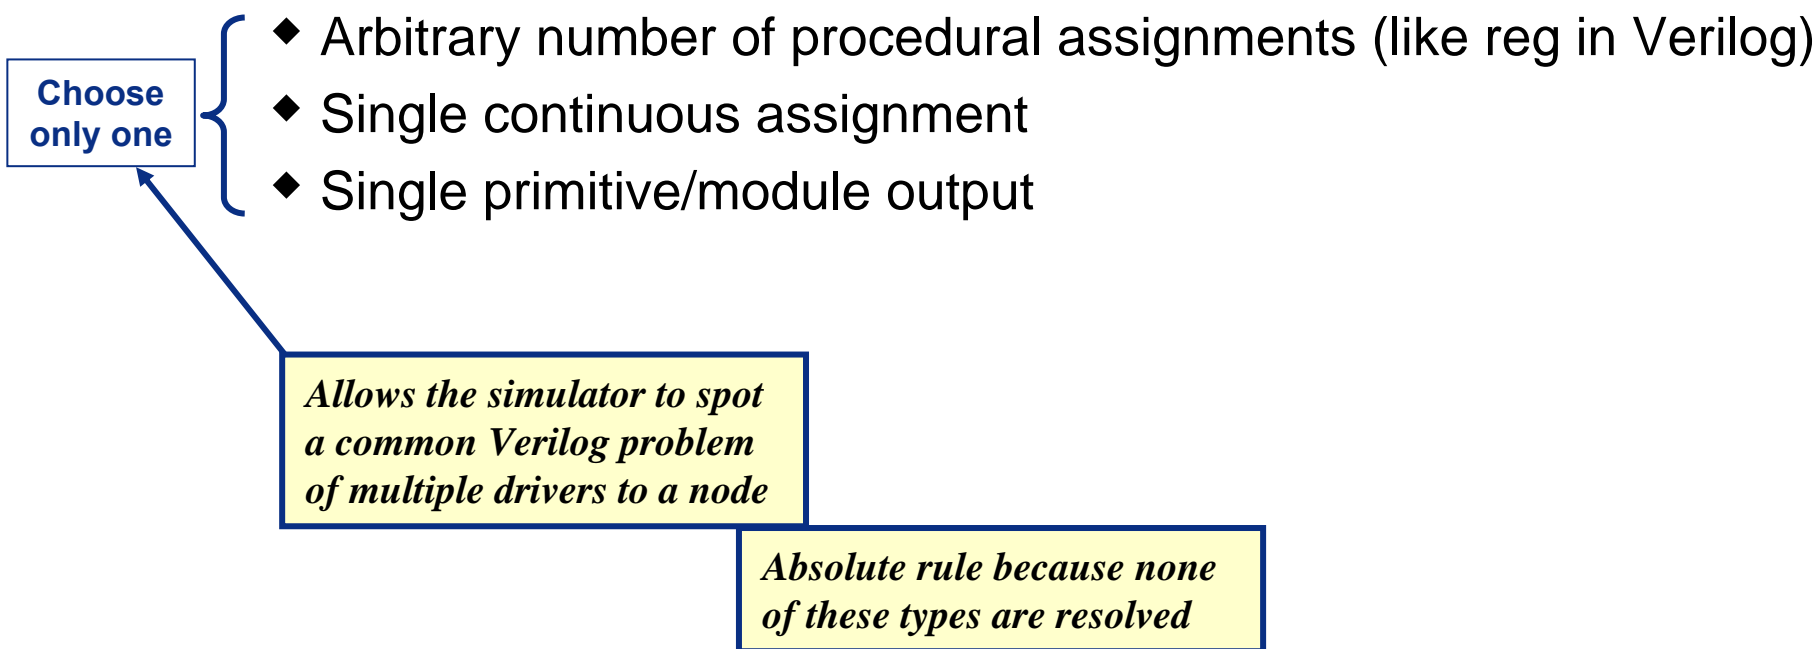 ◆ Arbitrary number of procedural assignments (like reg in Verilog)
Choose
only one
◆ Single continuous assignment
◆ Single primitive/module output
Allows the simulator to spot
a common Verilog problem
of multiple drivers to a node
Absolute rule because none
of these types are resolved